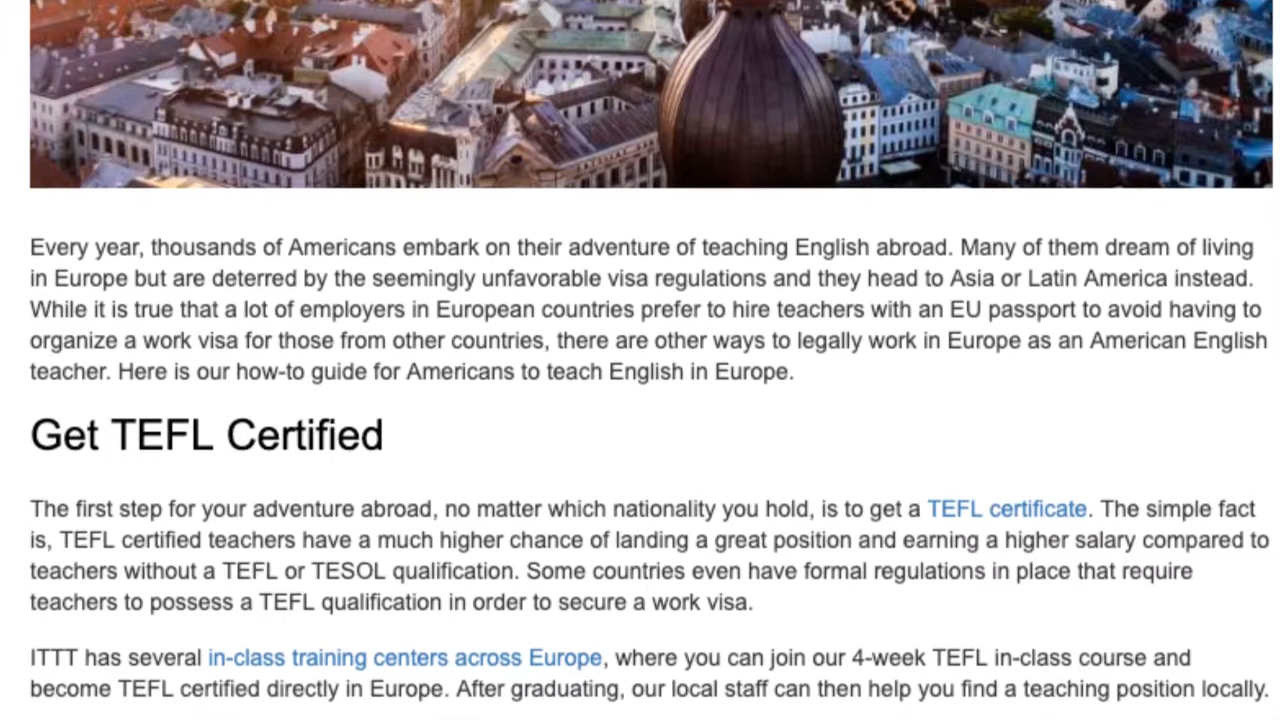 Every year, thousands of Americans embark on their adventure of teaching English abroad. Many of them dream of living
in Europe but are deterred by the seemingly unfavorable visa regulations and they head to Asia or Latin America instead.
While it is true that a lot of employers in European countries prefer to hire teachers with an EU passport to avoid having to
organize a work visa for those from other countries, there are other ways to legally work in Europe as an American English
teacher. Here is our how-to guide for Americans to teach English in Europe.
Get TEFL Certified
The first step for your adventure abroad, no matter which nationality you hold, is to get a TEFL certificate. The simple fact
is, TEFL certified teachers have a much higher chance of landing a great position and earning a higher salary compared to
teachers without a TEFL or TESOL qualification. Some countries even have formal regulations in place that require
teachers to possess a TEFL qualification in order to secure a work visa.
ITTT has several in-class training centers across Europe, where you can join our 4-week TEFL in-class course and
become TEFL certified directly in Europe. After graduating, our local staff can then help you find a teaching position locally.